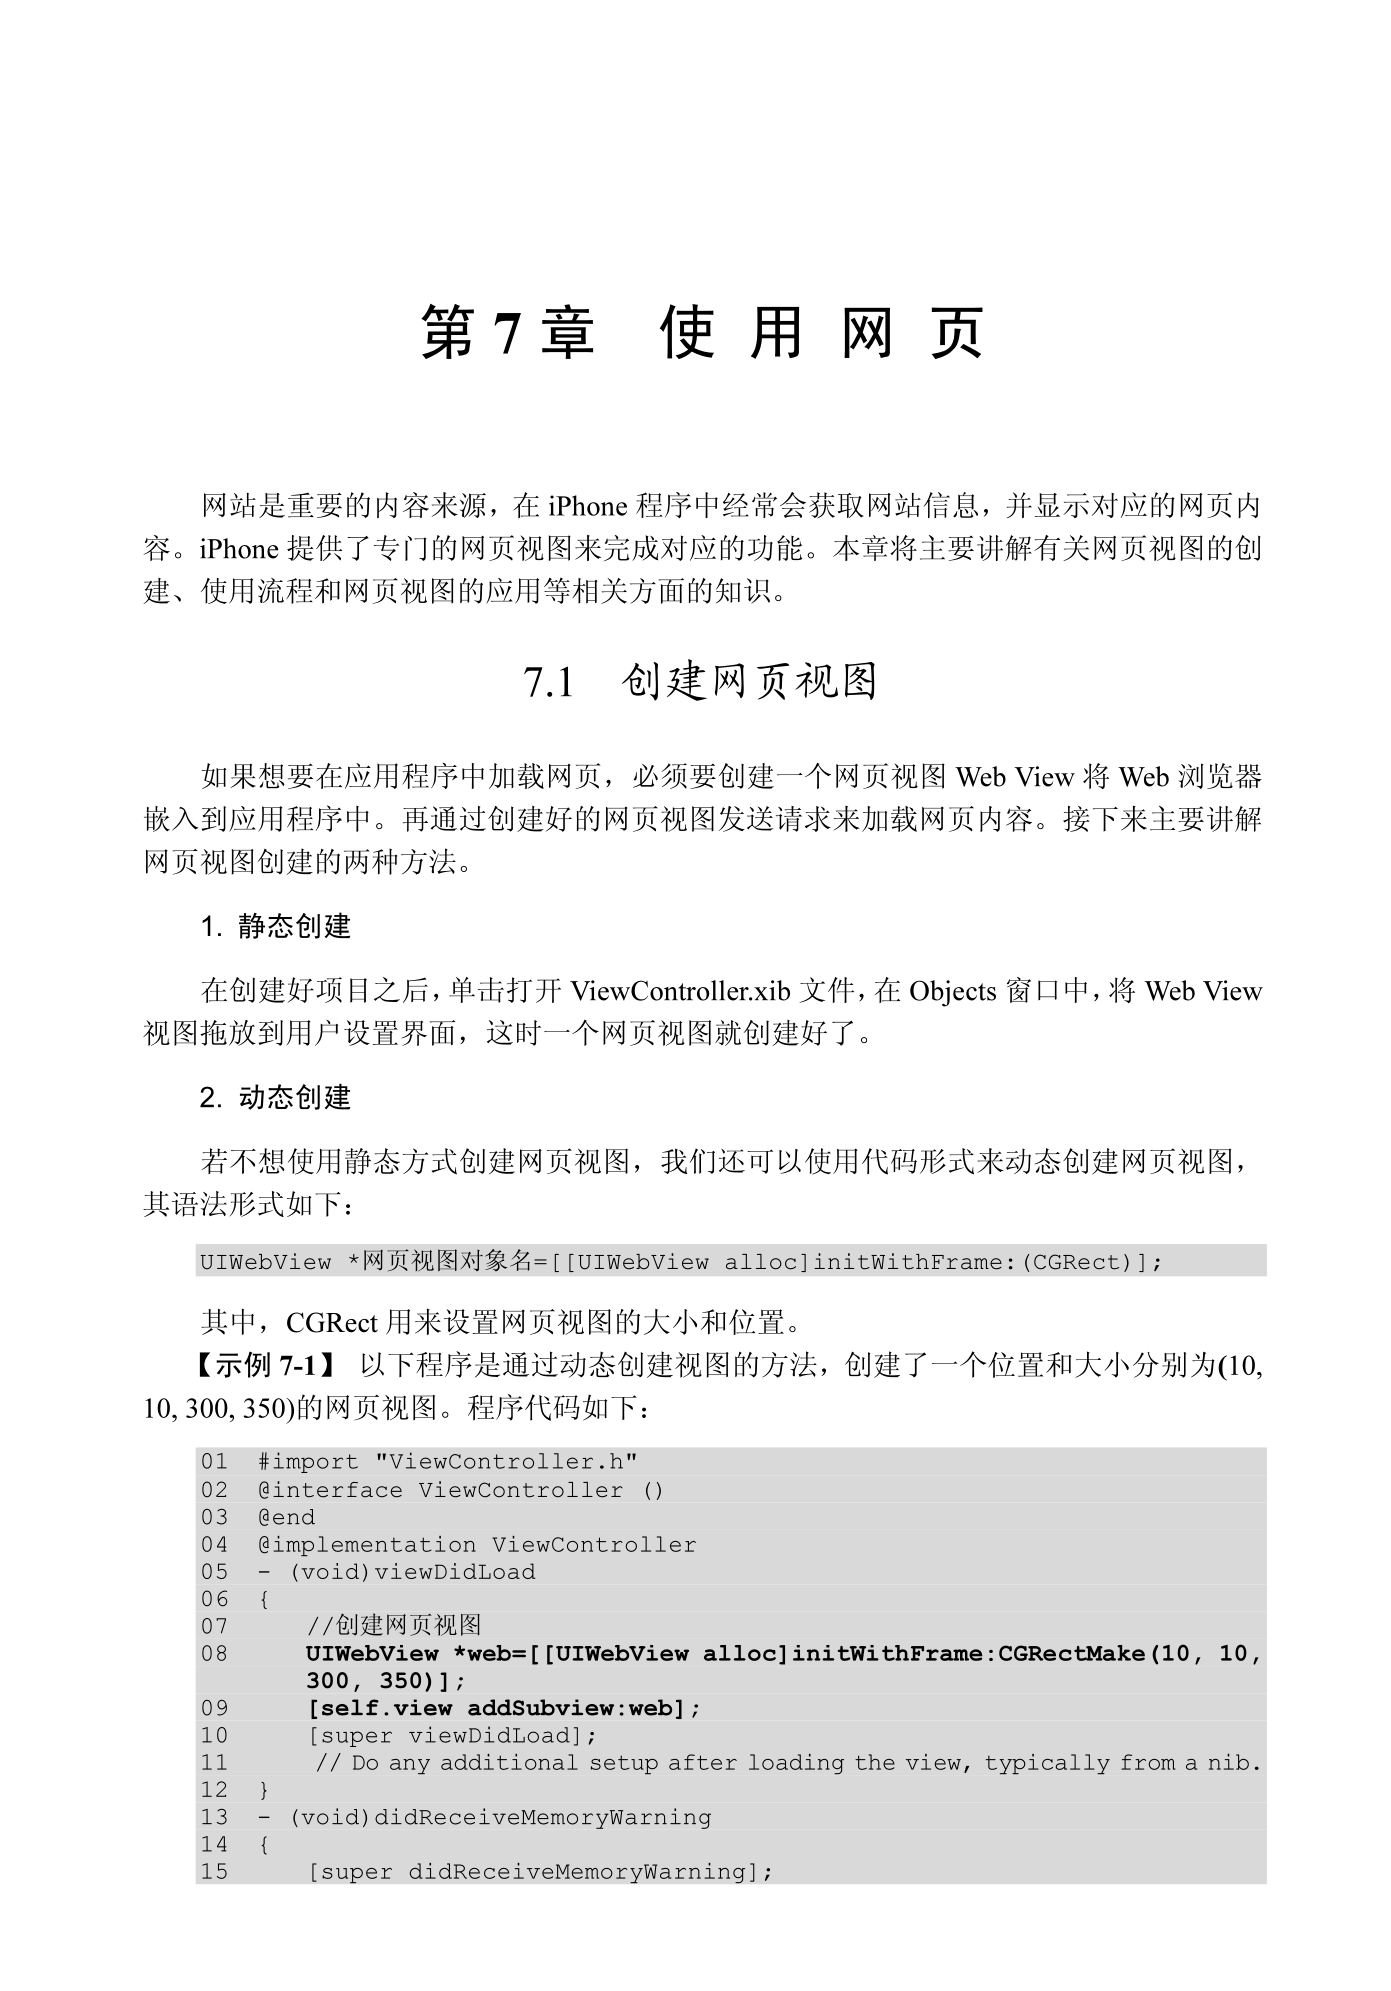 第 7 章 使 用 网 页
网站是重要的内容来源，在 iPhone 程序中经常会获取网站信息，并显示对应的网页内
容。iPhone 提供了专门的网页视图来完成对应的功能。本章将主要讲解有关网页视图的创
建、使用流程和网页视图的应用等相关方面的知识。
7.1 创建网页视图
如果想要在应用程序中加载网页，必须要创建一个网页视图 Web View 将 Web 浏览器
嵌入到应用程序中。再通过创建好的网页视图发送请求来加载网页内容。接下来主要讲解
网页视图创建的两种方法。
1. 静态创建
在创建好项目之后，单击打开 ViewController.xib 文件，在 Objects 窗口中，将 Web View
视图拖放到用户设置界面，这时一个网页视图就创建好了。
2. 动态创建
若不想使用静态方式创建网页视图，我们还可以使用代码形式来动态创建网页视图，
其语法形式如下：
UIWebView *网页视图对象名=[[UIWebView alloc]initWithFrame:(CGRect)];
其中，CGRect 用来设置网页视图的大小和位置。
【示例 7-1】 以下程序是通过动态创建视图的方法，创建了一个位置和大小分别为(10,
10, 300, 350)的网页视图。程序代码如下：
01 #import "ViewController.h"
02 @interface ViewController ()
03 @end
04 @implementation ViewController
05 - (void)viewDidLoad
06 {
07 //创建网页视图
08 UIWebView *web=[[UIWebView alloc]initWithFrame:CGRectMake(10, 10,
300, 350)];
09 [self.view addSubview:web];
10 [super viewDidLoad];
11 // Do any additional setup after loading the view, typically from a nib.
12 }
13 - (void)didReceiveMemoryWarning
14 {
15 [super didReceiveMemoryWarning];